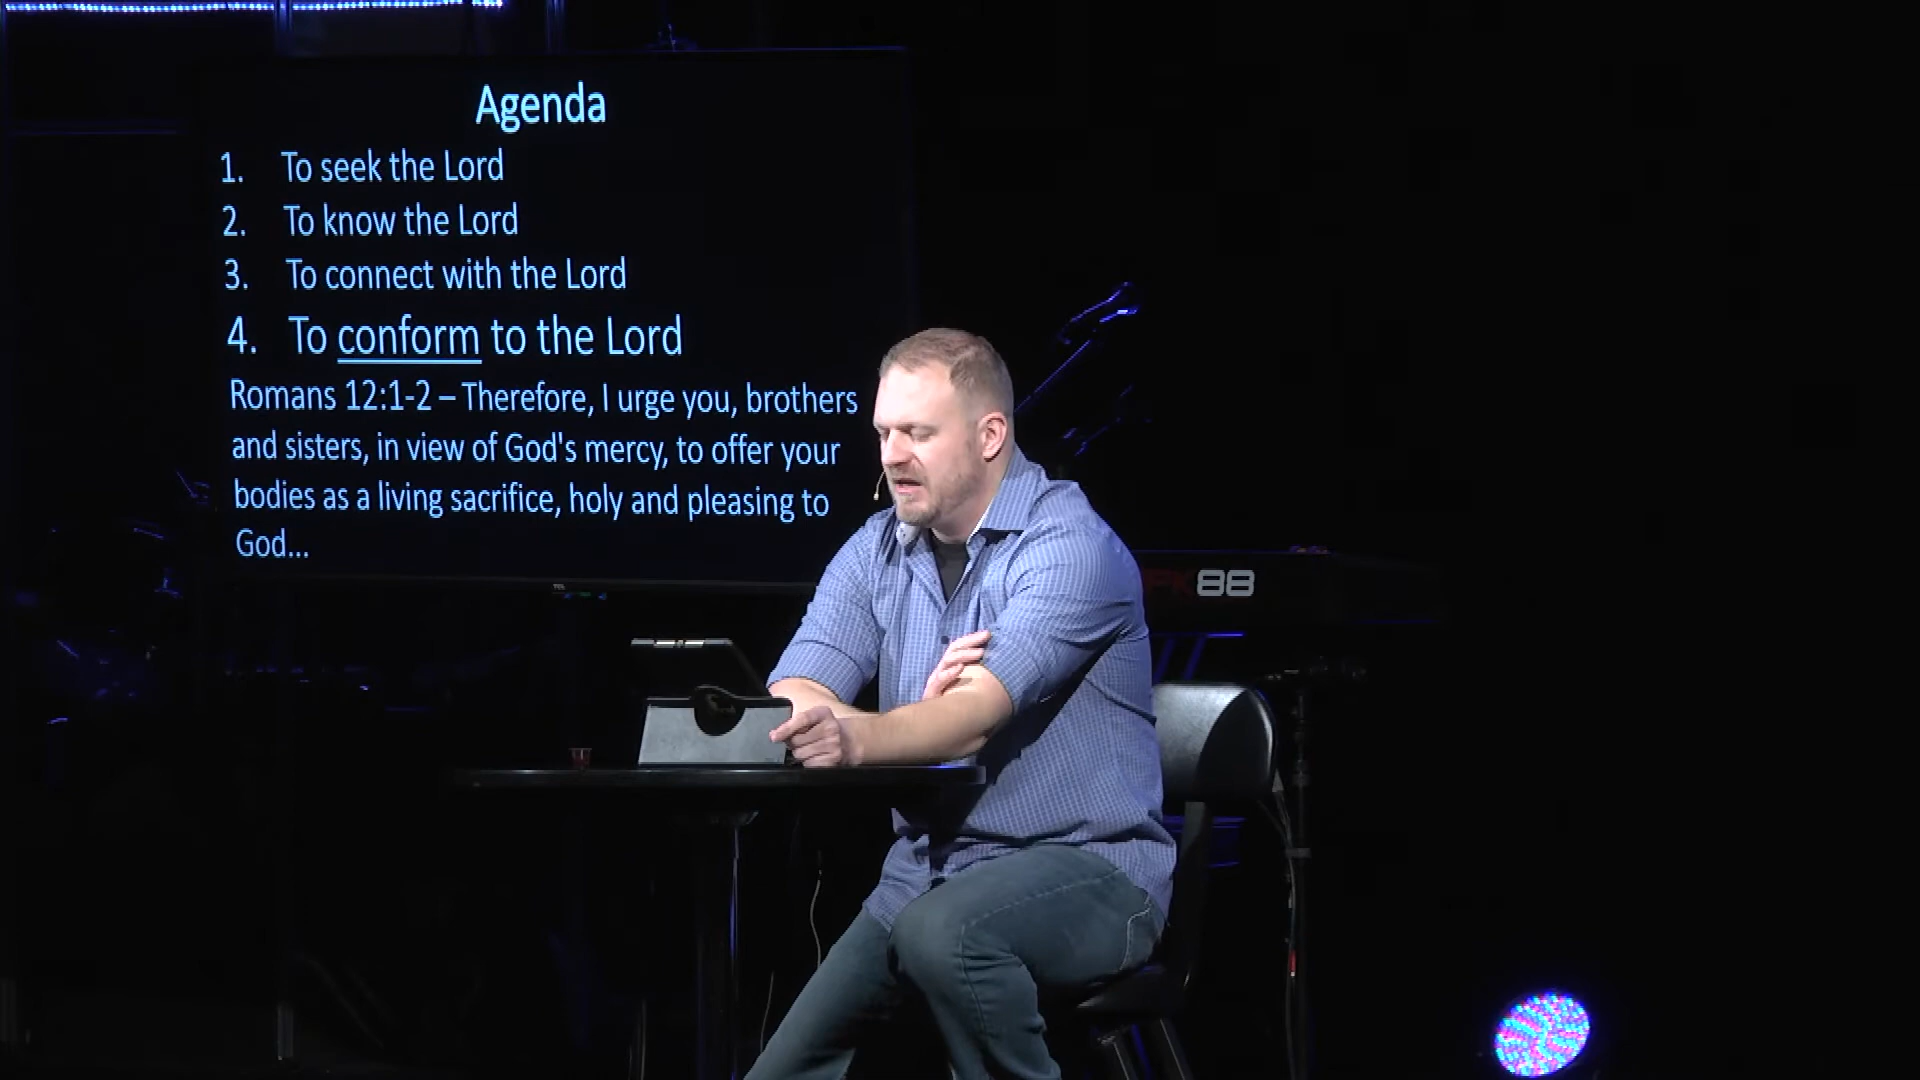 Agenda
1. To seek the Lord
2. To know the Lord
3. To connect with the Lord
4. To conform to the Lord
Romans 12:1-2 – Therefore, I urge you, brothers
and sisters, in view of God's mercy, to offer your
bodies as a living sacrifice, holy and pleasing to
God...
88